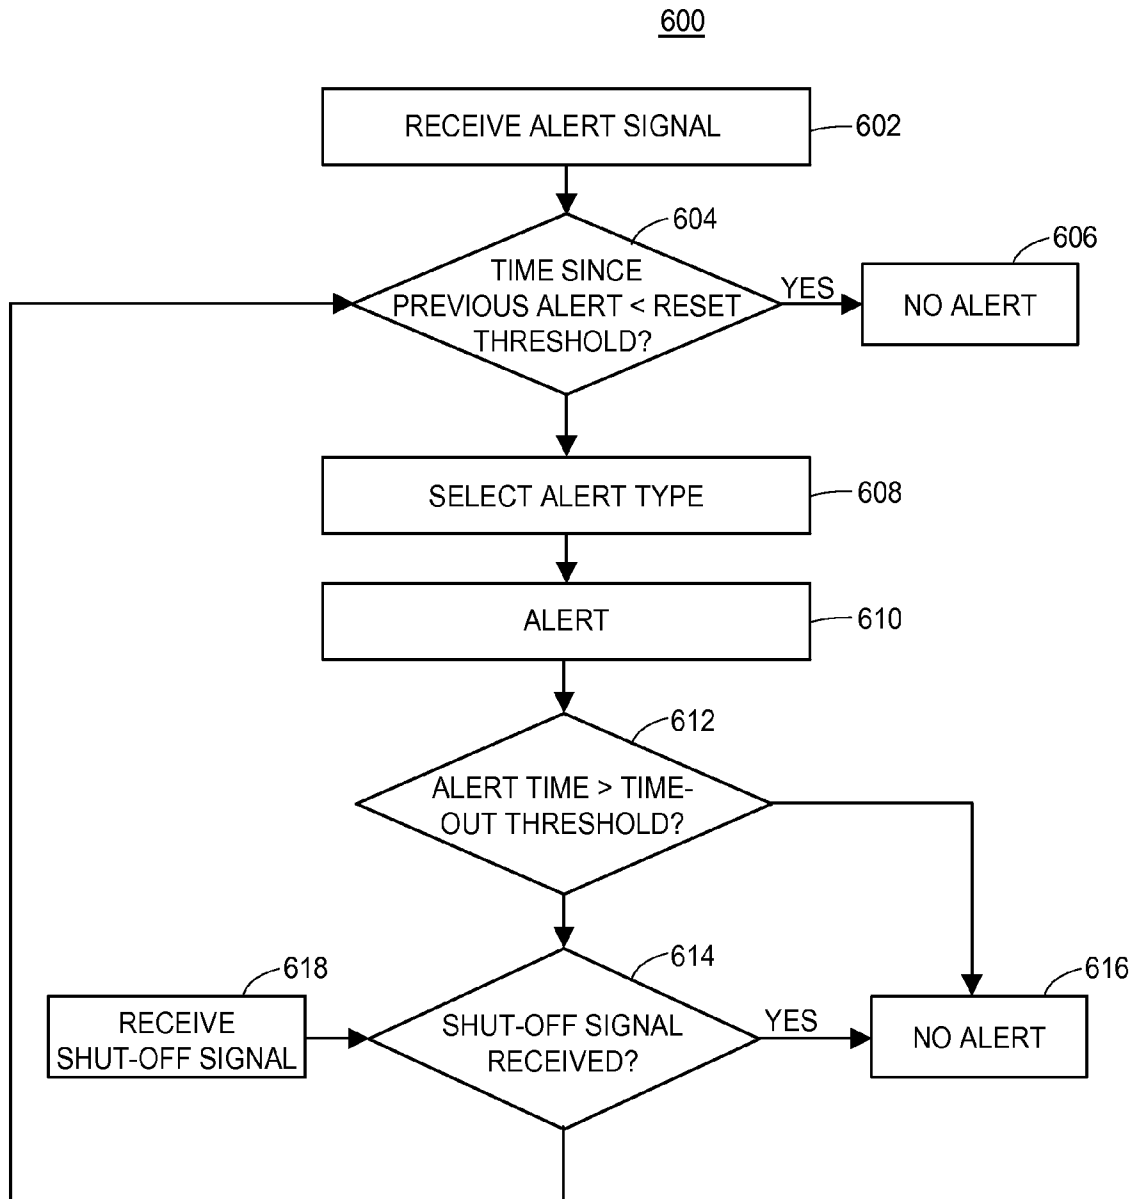 600
RECEIVE ALERT SIGNAL
602
604
TIME SINCE
PREVIOUS ALERT < RESET
THRESHOLD?
YES
606
NO ALERT
SELECT ALERT TYPE
608
ALERT
610
612
ALERT TIME > TIME-
OUT THRESHOLD?
618
RECEIVE
SHUT-OFF SIGNAL
614
SHUT-OFF SIGNAL
RECEIVED?
YES
616
NO ALERT